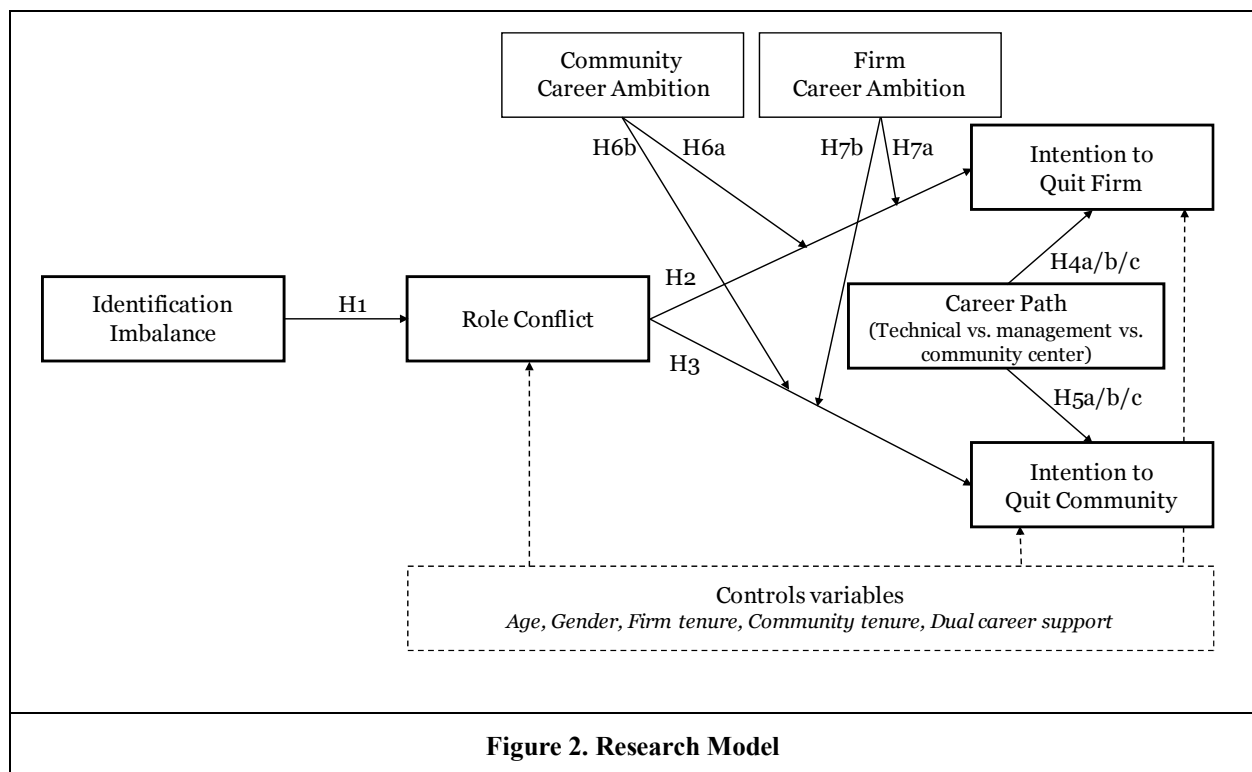 Community
Career Ambition
Firm
Career Ambition
H6b
H6a
H7b
H7a
Intention to
Quit Firm
H2
H4a/b/c
Identification
Imbalance
H1
Role Conflict
Career Path
(Technical vs. management vs.
community center)
H3
H5a/b/c
Intention to
Quit Community
Controls variables
Age, Gender, Firm tenure, Community tenure, Dual career support
Figure 2. Research Model